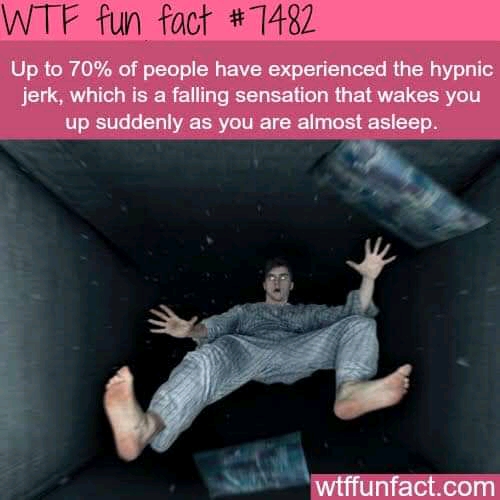 WTF fun fact #7482
Up to 70% of people have experienced the hypnic
jerk, which is a falling sensation that wakes you
up suddenly as you are almost asleep.
wtffunfact.com